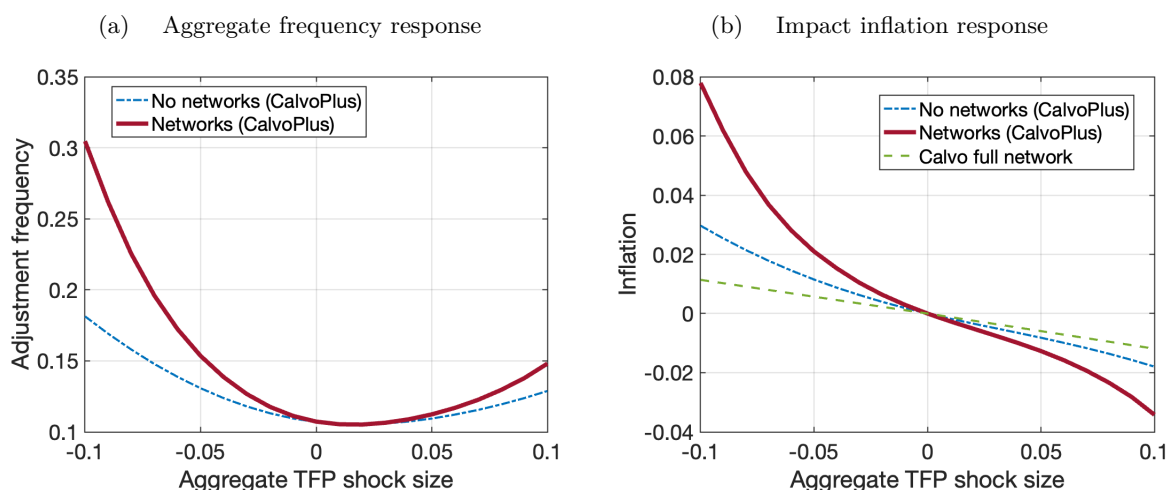 (a) Aggregate frequency response
0.35
0.3
0.25
0.2
0.15
0.1
-0.1 -0.05 0 0.05 0.1
Adjustment frequency
Aggregate TFP shock size
No networks (CalvoPlus)
Networks (CalvoPlus)
(b) Impact inflation response
0.08
0.06
0.04
0.02
0
-0.02
-0.04
-0.1 -0.05 0 0.05 0.1
Inflation
Aggregate TFP shock size
No networks (CalvoPlus)
Networks (CalvoPlus)
Calvo full network